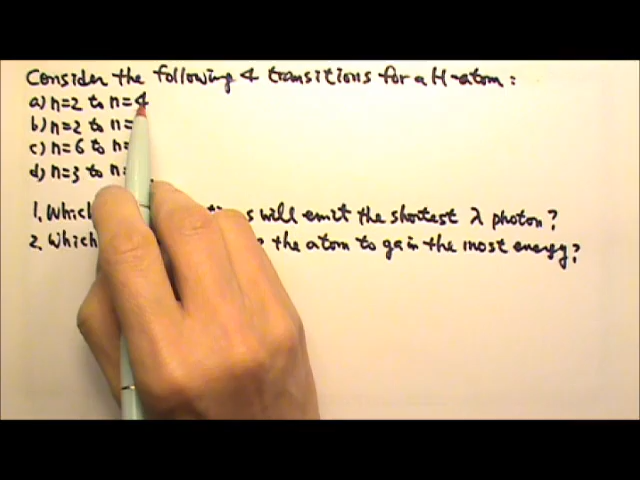 Consider the following 4 transitions for a H-atom:
a) n=2 to n=4
b) n=2 to n=
c) n=6 to n=
d) n=3 to n=
1. Which will emit the shortest λ photon?
2. Which the atom to gain the most energy?